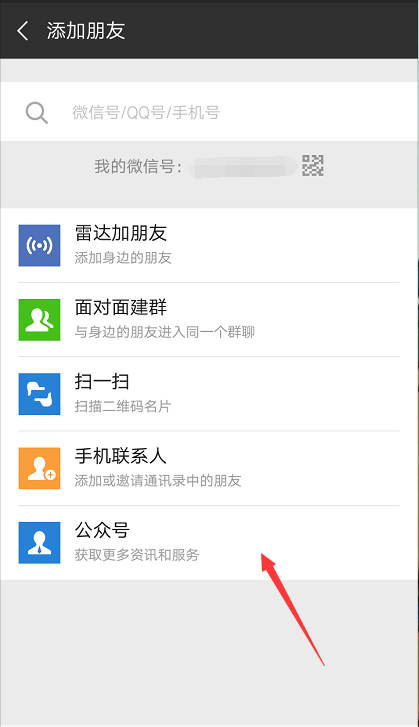 添加朋友
微信号/QQ号/手机号
我的微信号:
雷达加朋友
添加身边的朋友
面对面建群
与身边的朋友进入同一个群聊
扫一扫
扫描二维码名片
手机联系人
添加或邀请通讯录中的朋友
公众号
获取更多资讯和服务